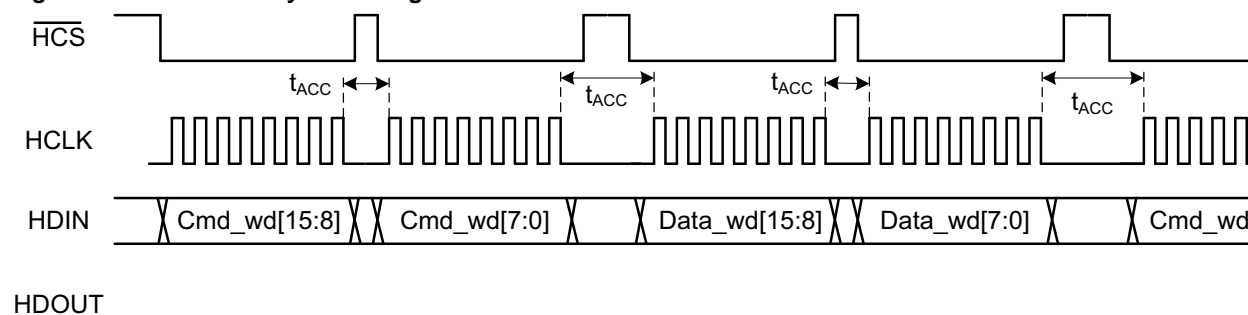 HCS
tACC tACC tACC tACC
HCLK
HDIN Cmd_wd[15:8] Cmd_wd[7:0] Data_wd[15:8] Data_wd[7:0] Cmd_wd
HDOUT